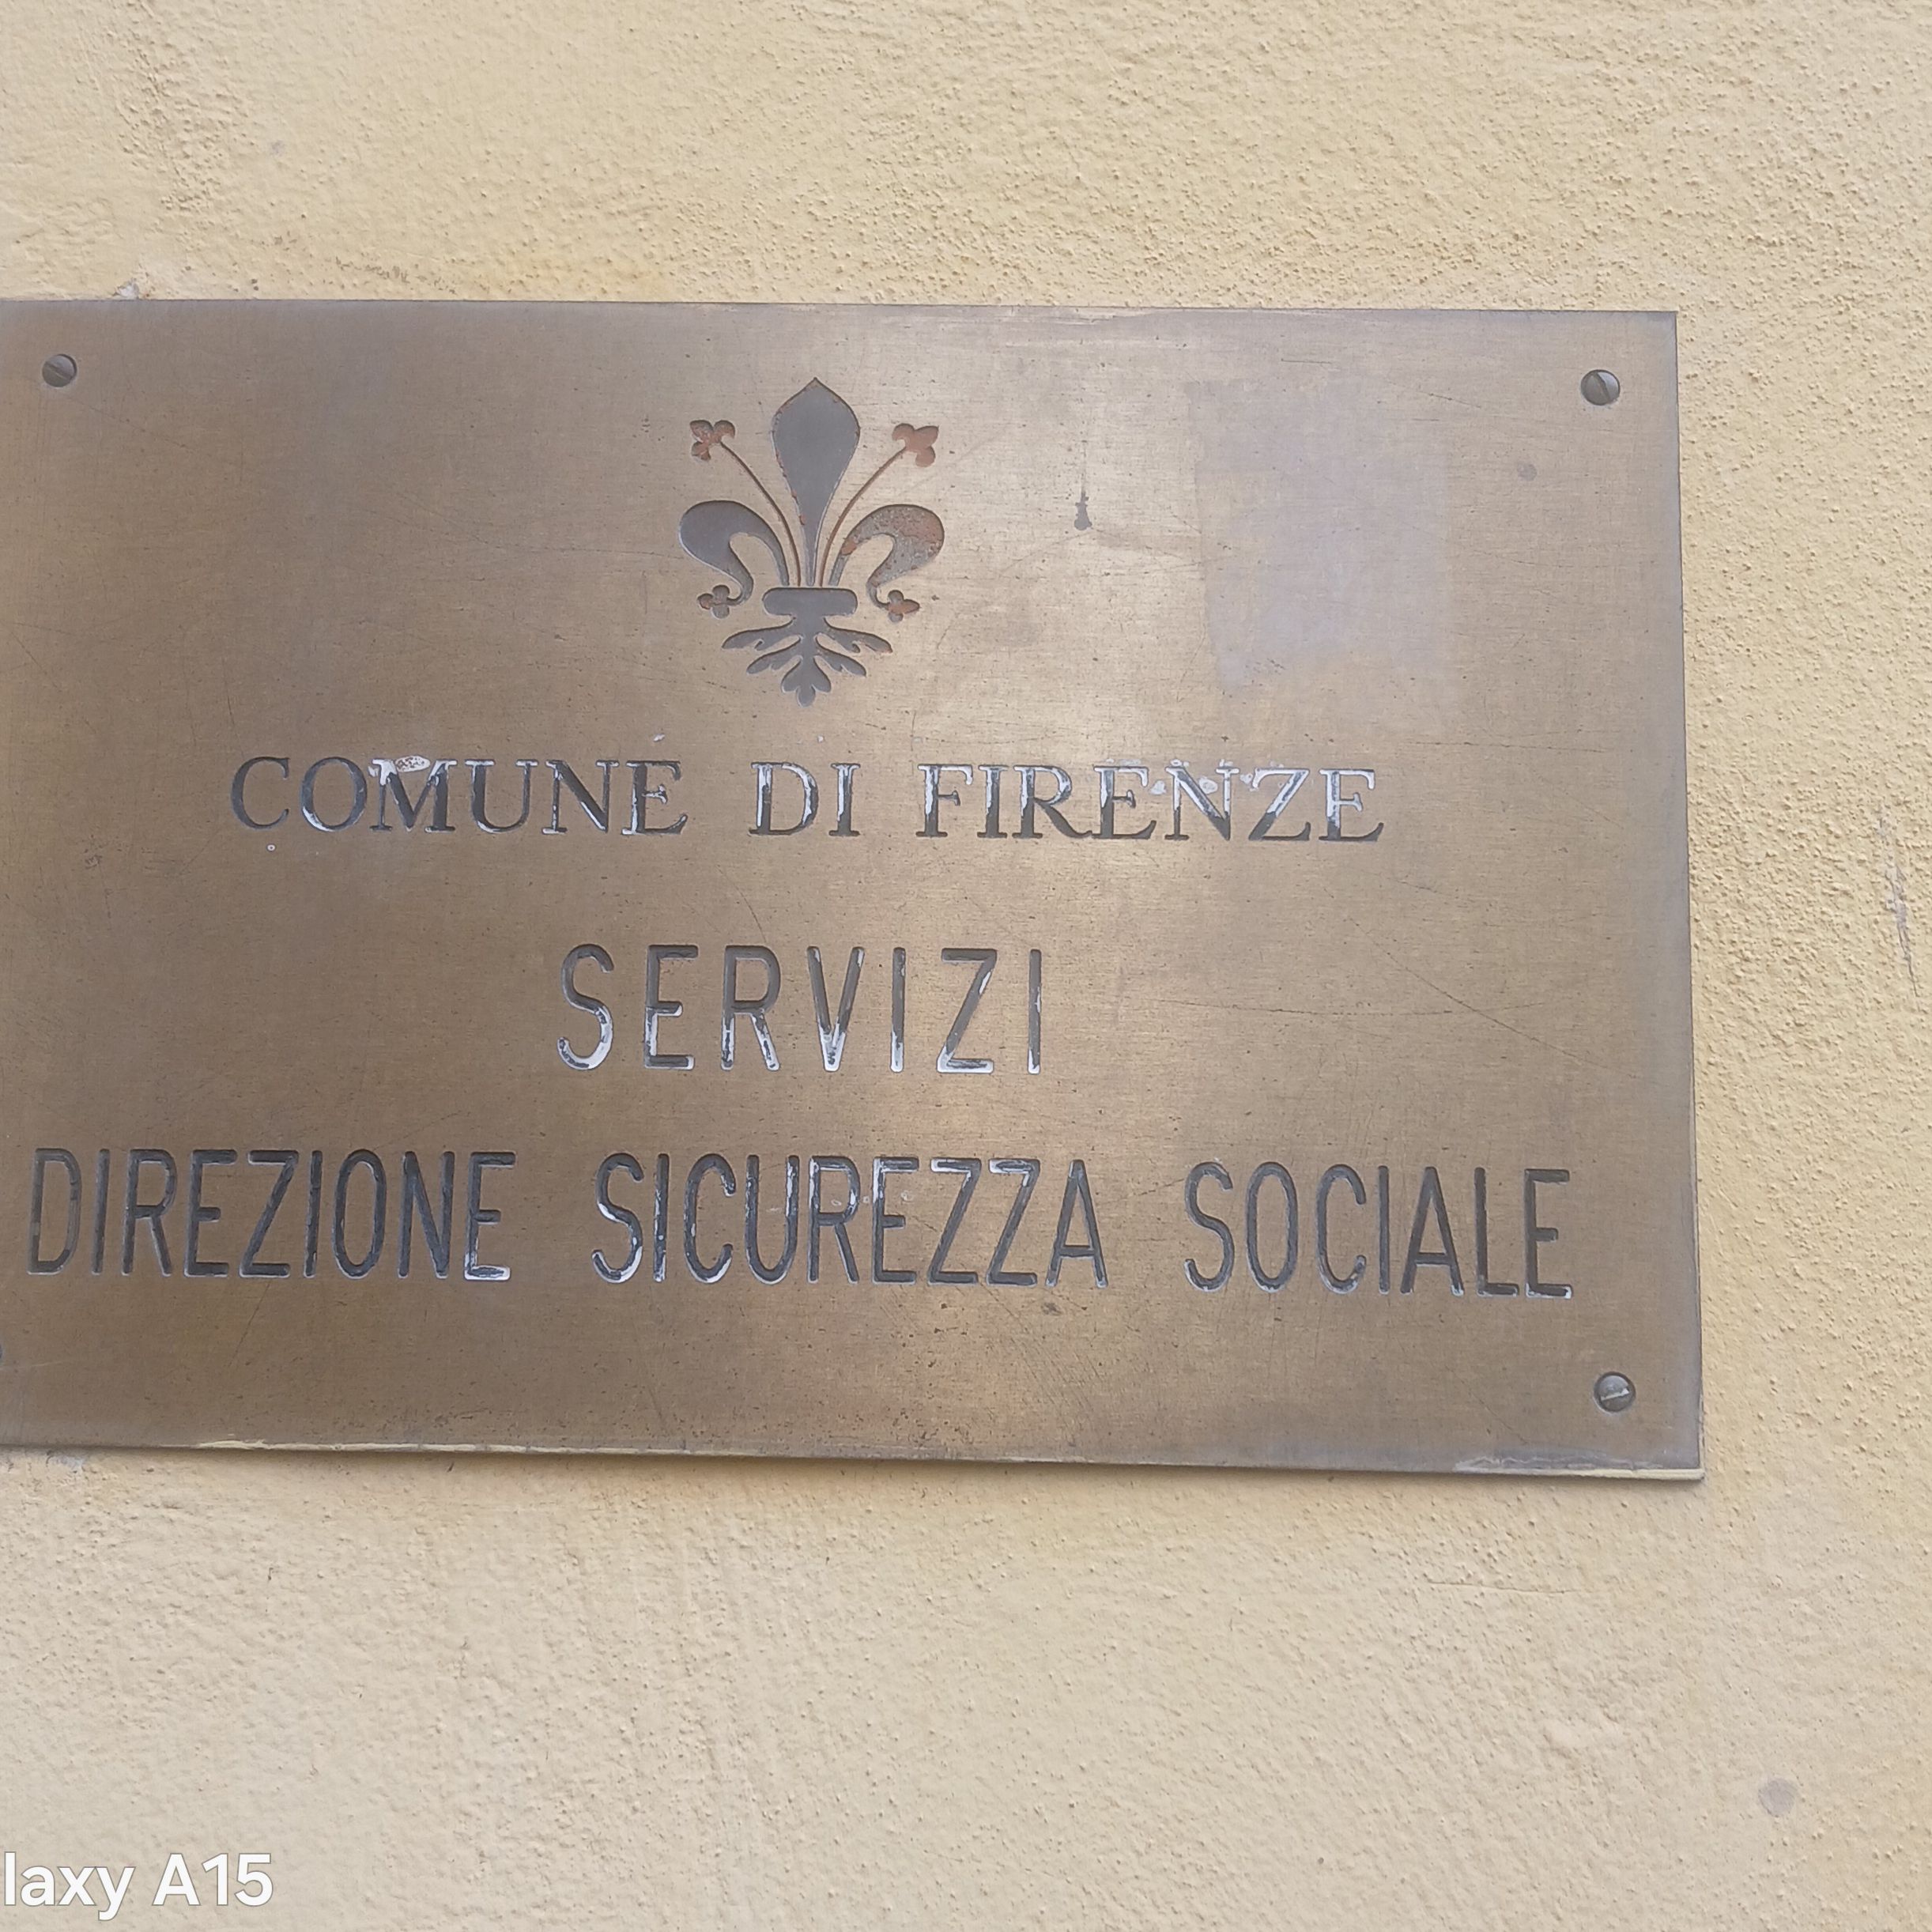 COMUNE DI FIRENZE
SERVIZI
DIREZIONE SICUREZZA SOCIALE
laxy A15